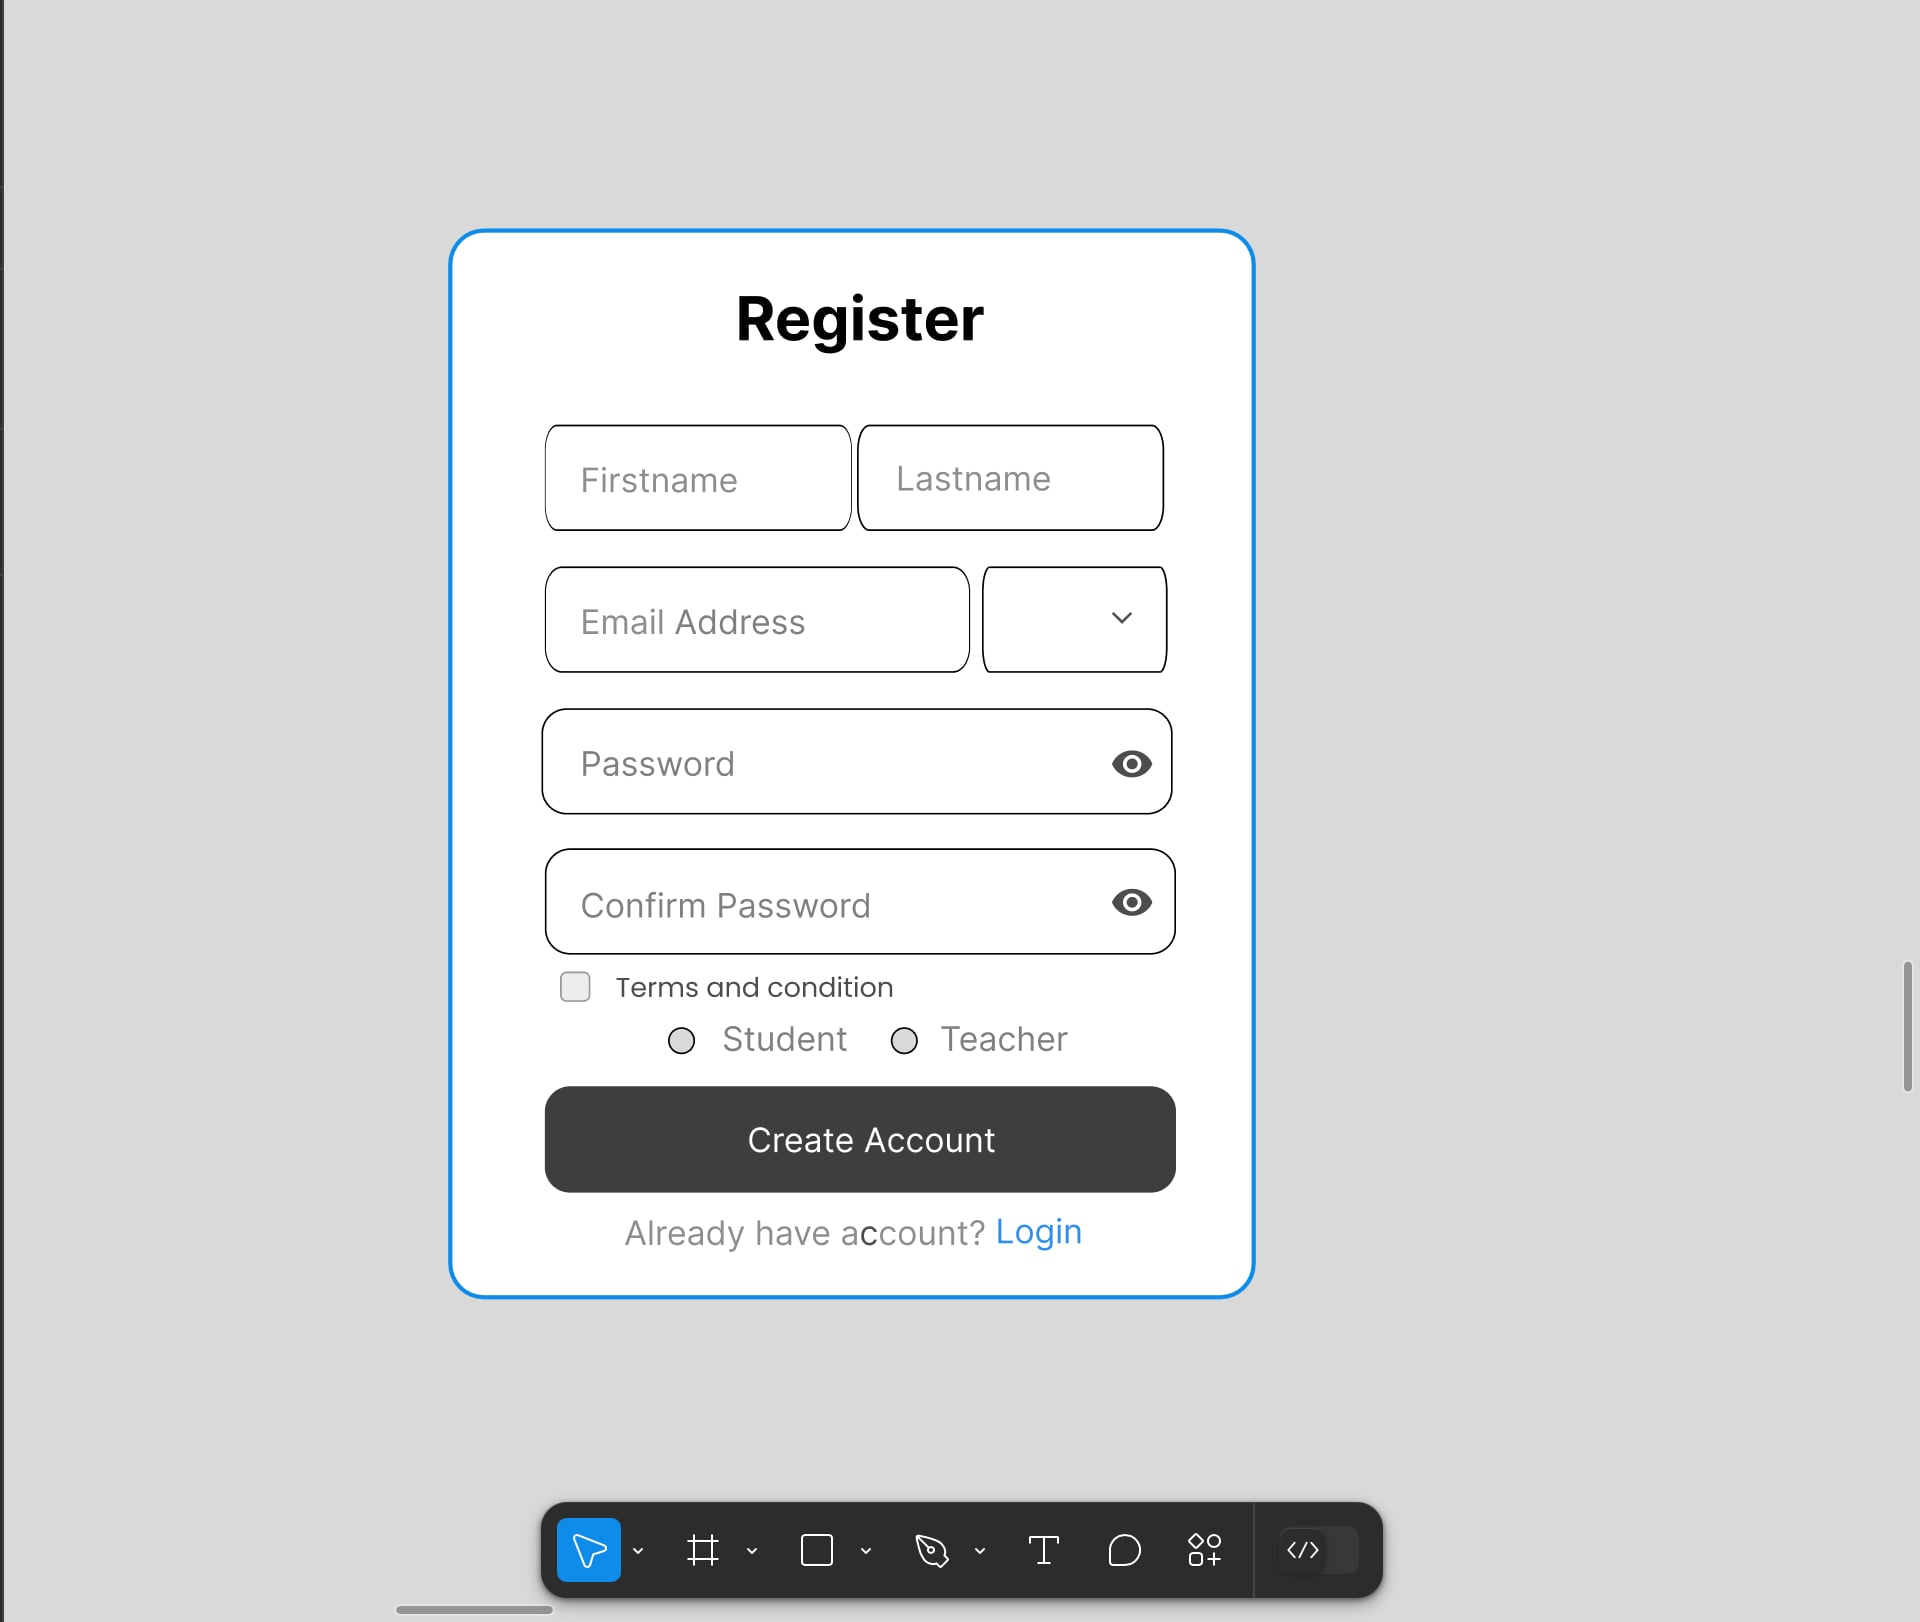 Register
Firstname
Lastname
Email Address
Password
Confirm Password
Terms and condition
Student
Teacher
Create Account
Already have account? Login